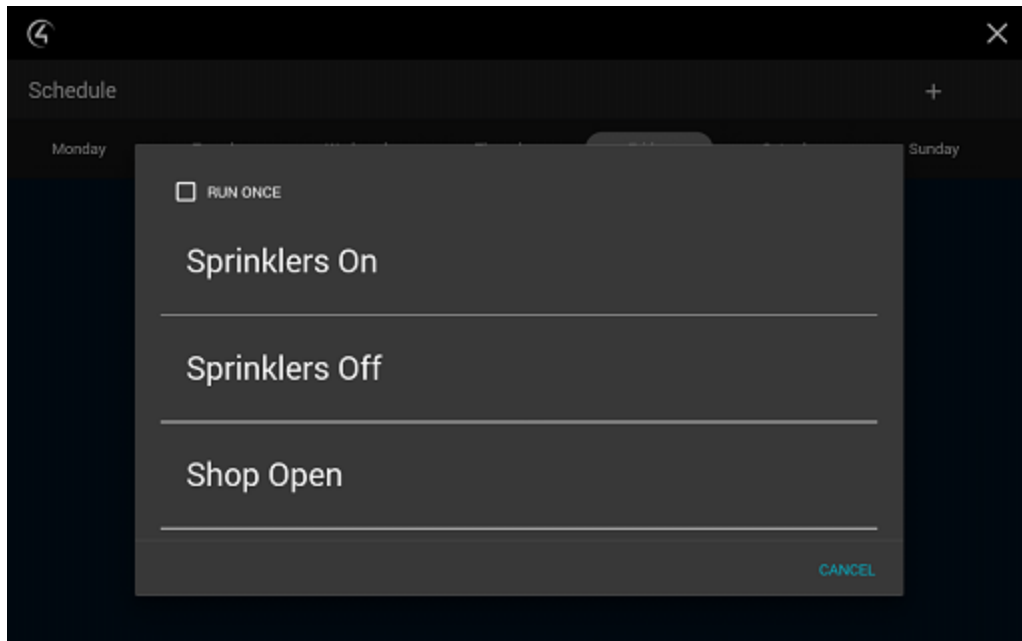 Schedule
+
Monday
Sunday
RUN ONCE
Sprinklers On
Sprinklers Off
Shop Open
CANCEL